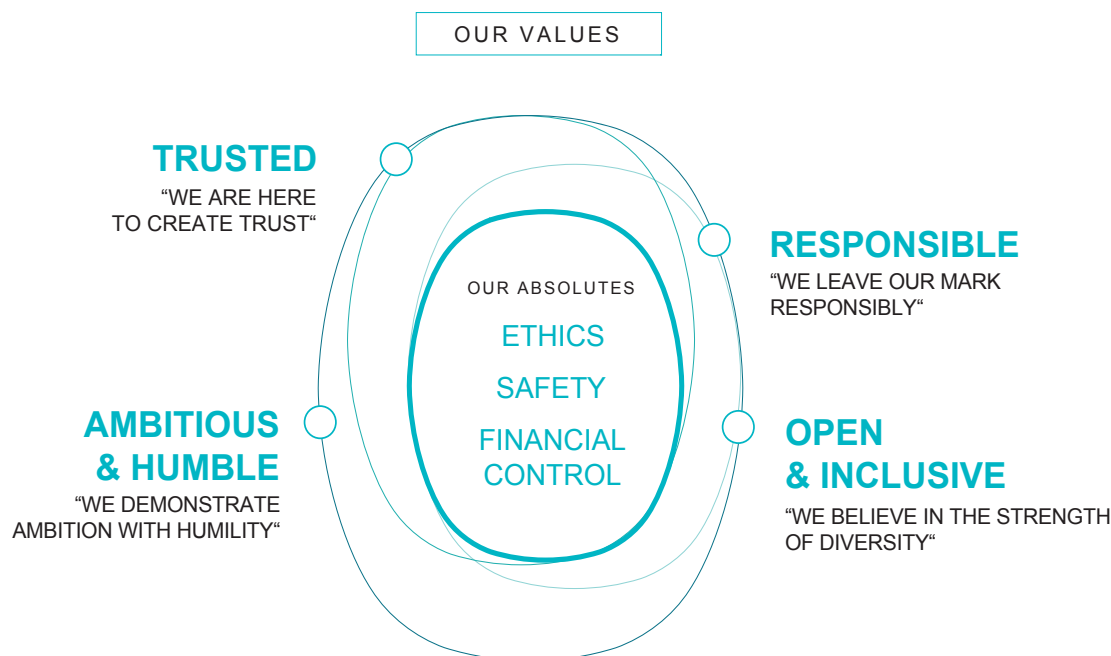 OUR VALUES
TRUSTED
“WE ARE HERE
TO CREATE TRUST“
RESPONSIBLE
“WE LEAVE OUR MARK
RESPONSIBLY“
OUR ABSOLUTES
ETHICS
SAFETY
FINANCIAL
CONTROL
AMBITIOUS
& HUMBLE
“WE DEMONSTRATE
AMBITION WITH HUMILITY“
OPEN
& INCLUSIVE
“WE BELIEVE IN THE STRENGTH
OF DIVERSITY“